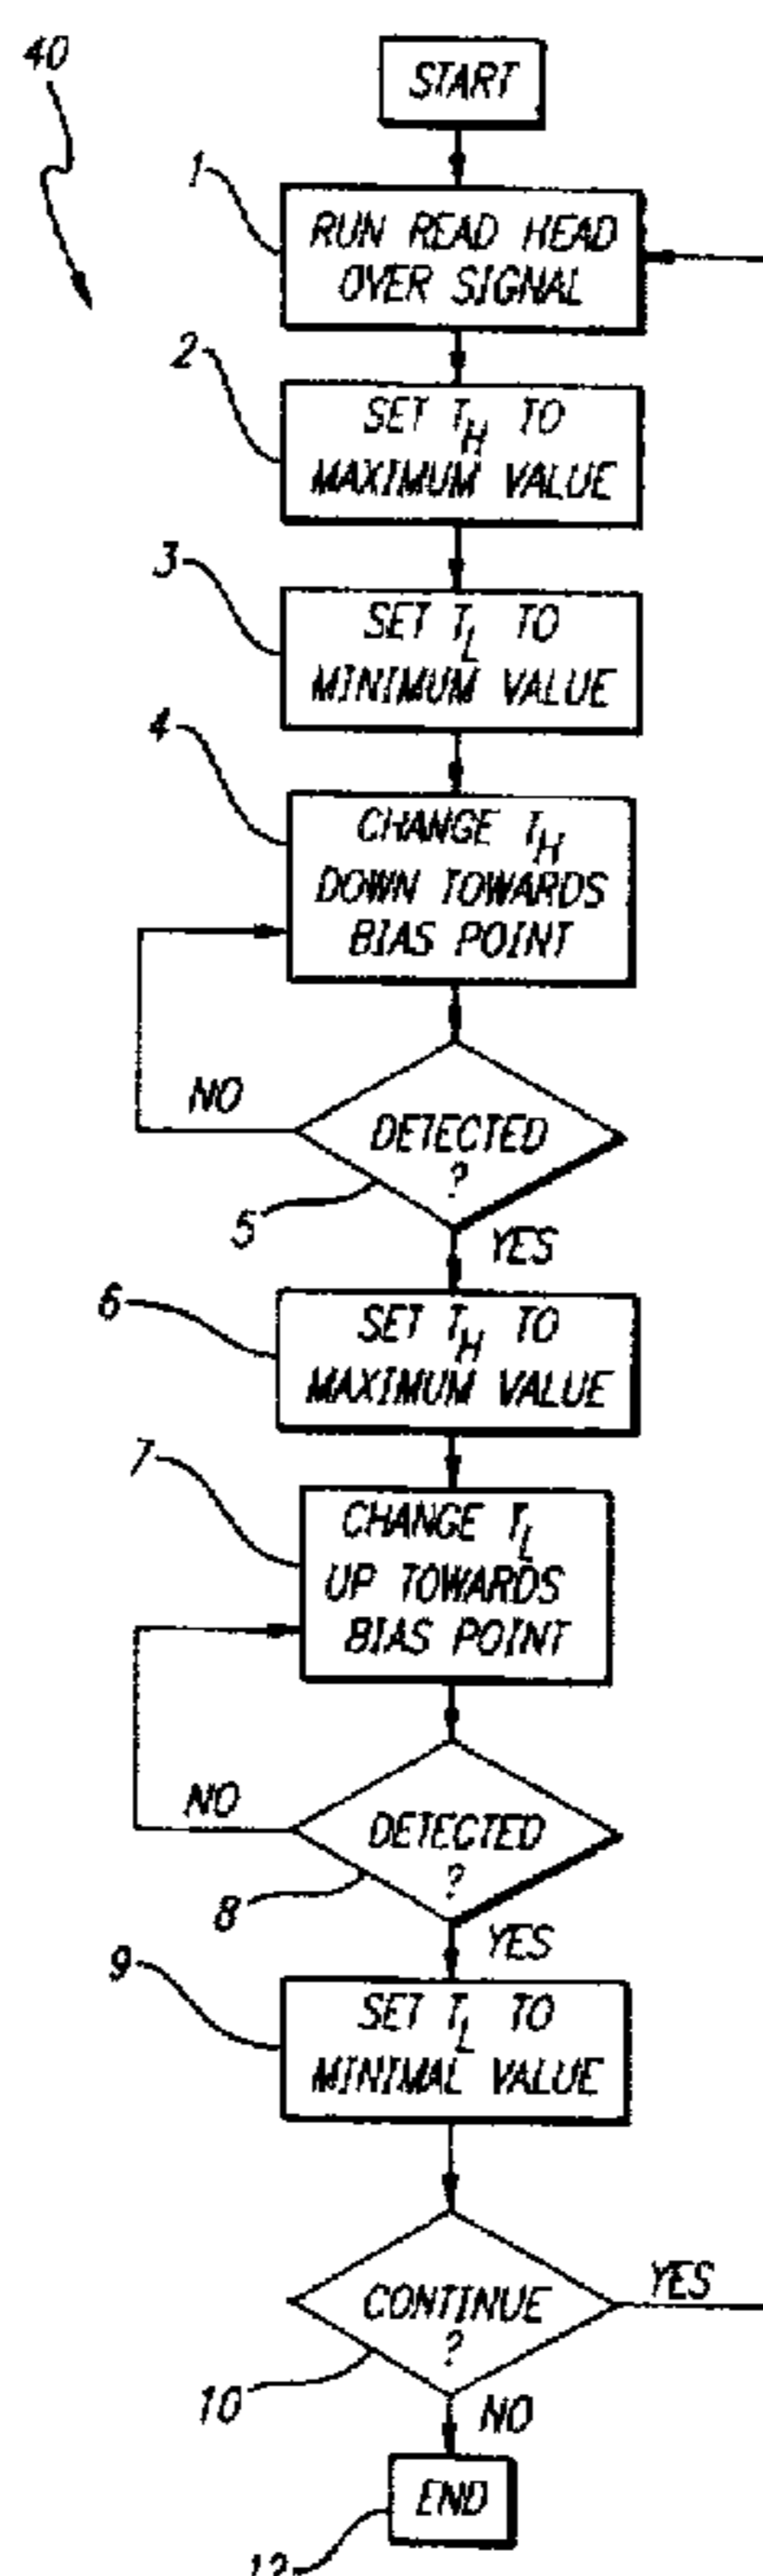 40
START
1
RUN READ HEAD
OVER SIGNAL
2
SET T_H TO
MAXIMUM VALUE
3
SET T_L TO
MINIMUM VALUE
4
CHANGE T_H
DOWN TOWARDS
BIAS POINT
NO
DETECTED
?
5
YES
6
SET T_H TO
MAXIMUM VALUE
7
CHANGE T_L
UP TOWARDS
BIAS POINT
NO
DETECTED
?
8
YES
9
SET T_L TO
MINIMAL VALUE
YES
CONTINUE
?
10
NO
END
12